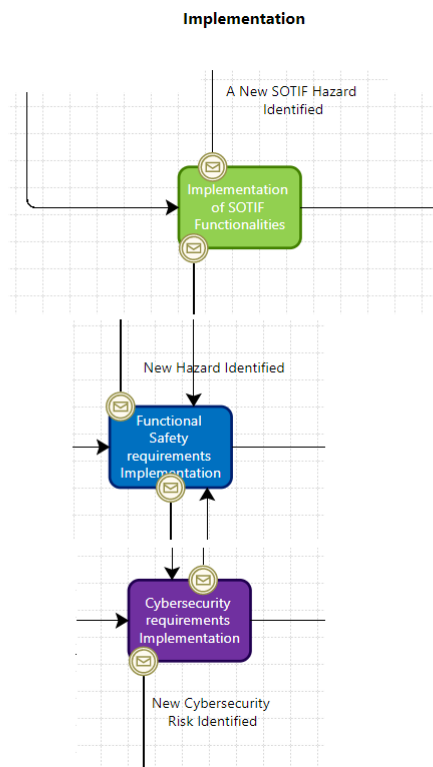 Implementation
A New SOTIF Hazard
Identified
Implementation
of SOTIF
Functionalities
New Hazard Identified
Functional
Safety
requirements
Implementation
Cybersecurity
requirements
Implementation
New Cybersecurity
Risk Identified